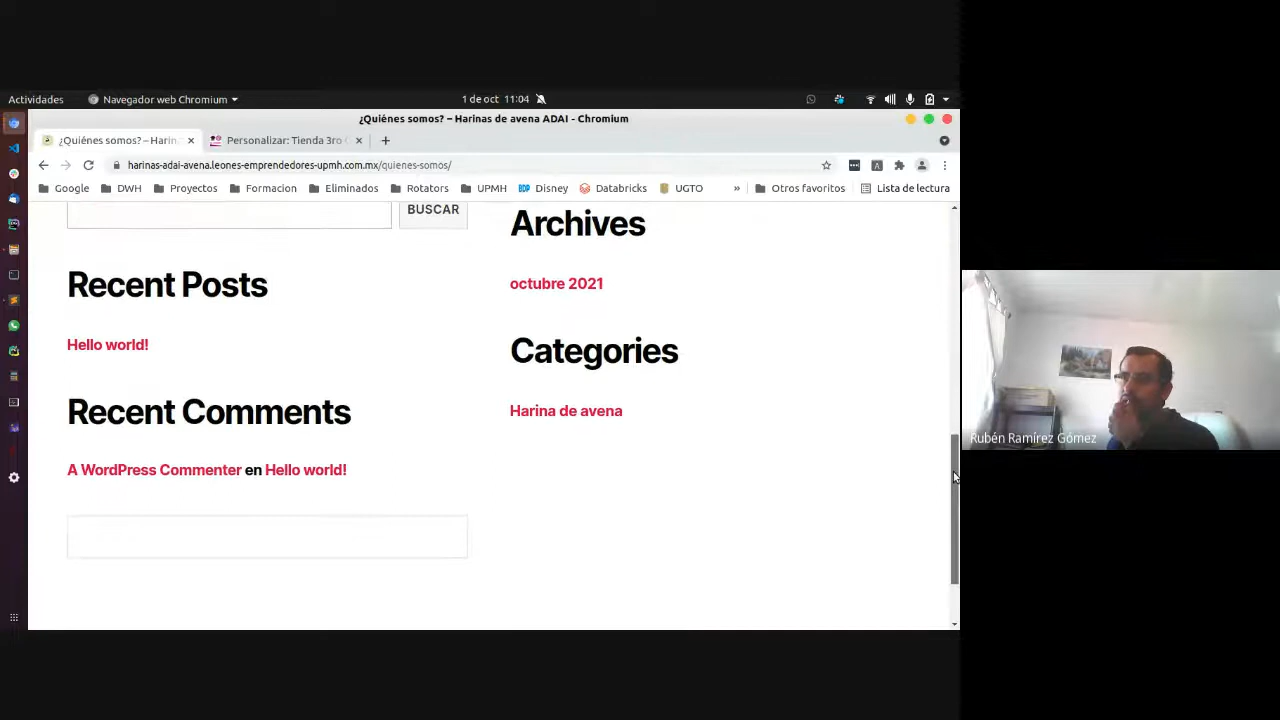 Actividades
Navegador web Chromium
1 de oct 11:04
¿Quiénes somos? – Harinas de avena ADAI - Chromium
¿Quiénes somos? – Harin
Personalizar: Tienda 3ro
harinas-adai-avena.leones-emprendedores-upmh.com.mx/quienes-somos/
Google
DWH
Proyectos
Formacion
Eliminados
Rotators
UPMH
Disney
Databricks
UGTO
»
Otros favoritos
Lista de lectura
BUSCAR
Archives
octubre 2021
Recent Posts
Hello world!
Categories
Harina de avena
Recent Comments
A WordPress Commenter en Hello world!
Rubén Ramírez Gómez